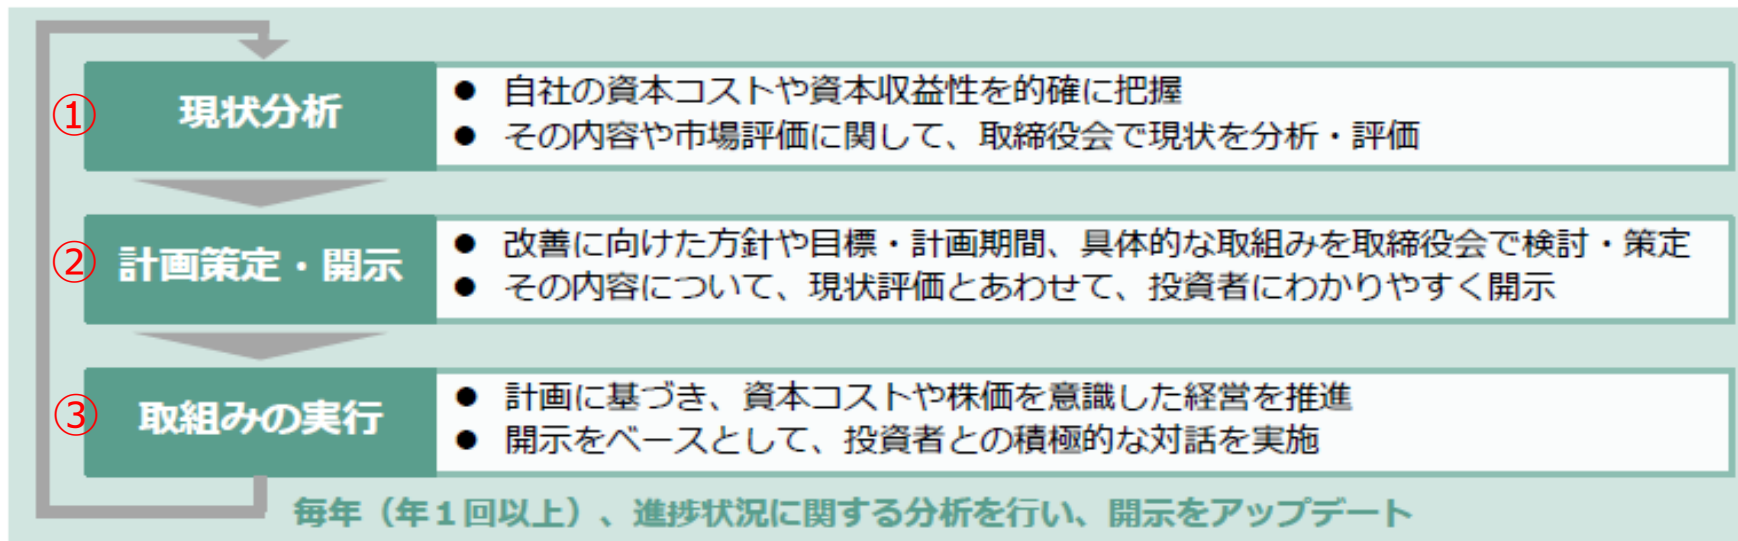 ① 現状分析
● 自社の資本コストや資本収益性を的確に把握
● その内容や市場評価に関して、取締役会で現状を分析・評価
② 計画策定・開示
● 改善に向けた方針や目標・計画期間、具体的な取組みを取締役会で検討・策定
● その内容について、現状評価とあわせて、投資者にわかりやすく開示
③ 取組みの実行
● 計画に基づき、資本コストや株価を意識した経営を推進
● 開示をベースとして、投資者との積極的な対話を実施
毎年（年１回以上）、進捗状況に関する分析を行い、開示をアップデート